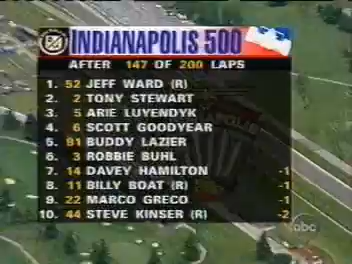 INDIANAPOLIS 500
AFTER 147 OF 200 LAPS
1. 52 JEFF WARD (R)
2. 2 TONY STEWART
3. 5 ARIE LUYENDYK
4. 6 SCOTT GOODYEAR
5. 91 BUDDY LAZIER
6. 3 ROBBIE BUHL
7. 14 DAVEY HAMILTON -1
8. 11 BILLY BOAT (R) -1
9. 22 MARCO GRECO -1
10. 44 STEVE KINSER (R) -2
abc